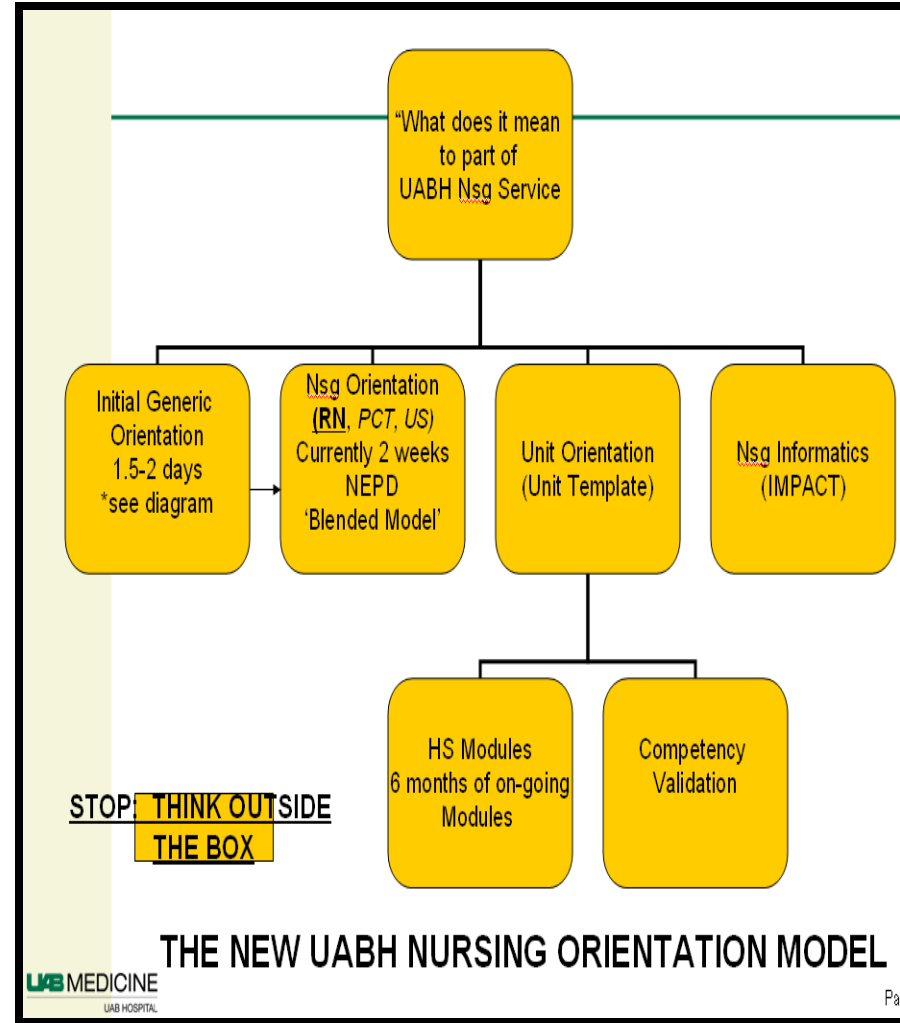 “What does it mean
to part of
UABH Nsg Service
Initial Generic
Orientation
1.5-2 days
*see diagram
Nsg Orientation
(RN, PCT, US)
Currently 2 weeks
NEPD
‘Blended Model’
Unit Orientation
(Unit Template)
Nsg Informatics
(IMPACT)
HS Modules
6 months of on-going
Modules
Competency
Validation
STOP: THINK OUTSIDE
THE BOX
THE NEW UABH NURSING ORIENTATION MODEL
UAB MEDICINE
UAB HOSPITAL
Pa